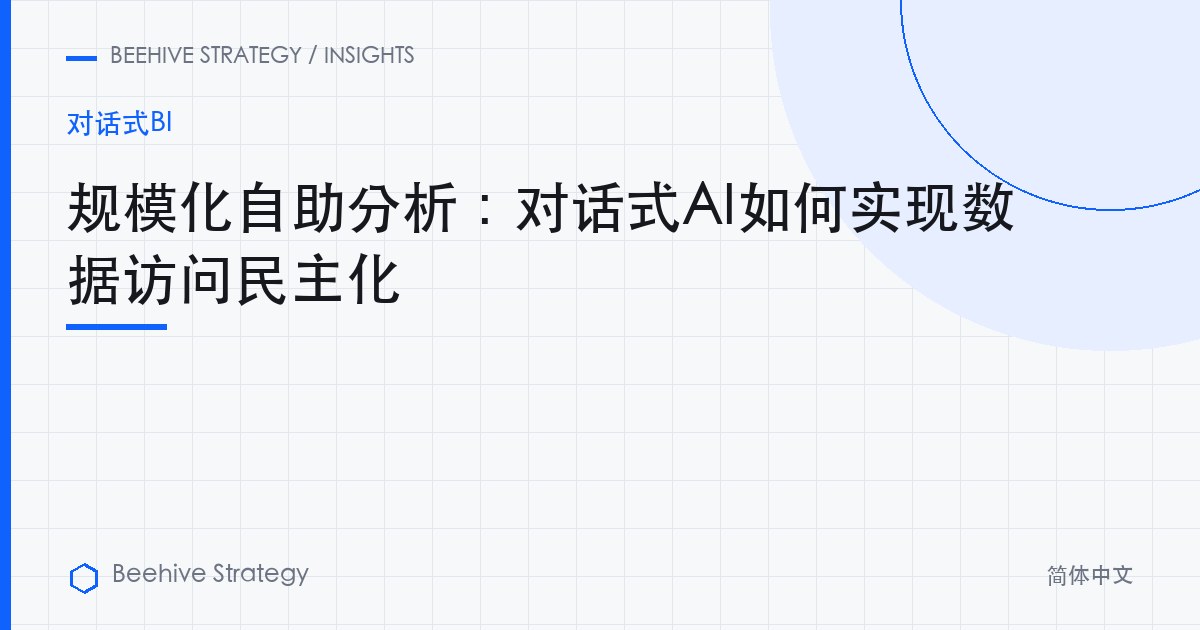 BEEHIVE STRATEGY / INSIGHTS
对话式BI
规模化自助分析：对话式AI如何实现数
据访问民主化
Beehive Strategy
简体中文